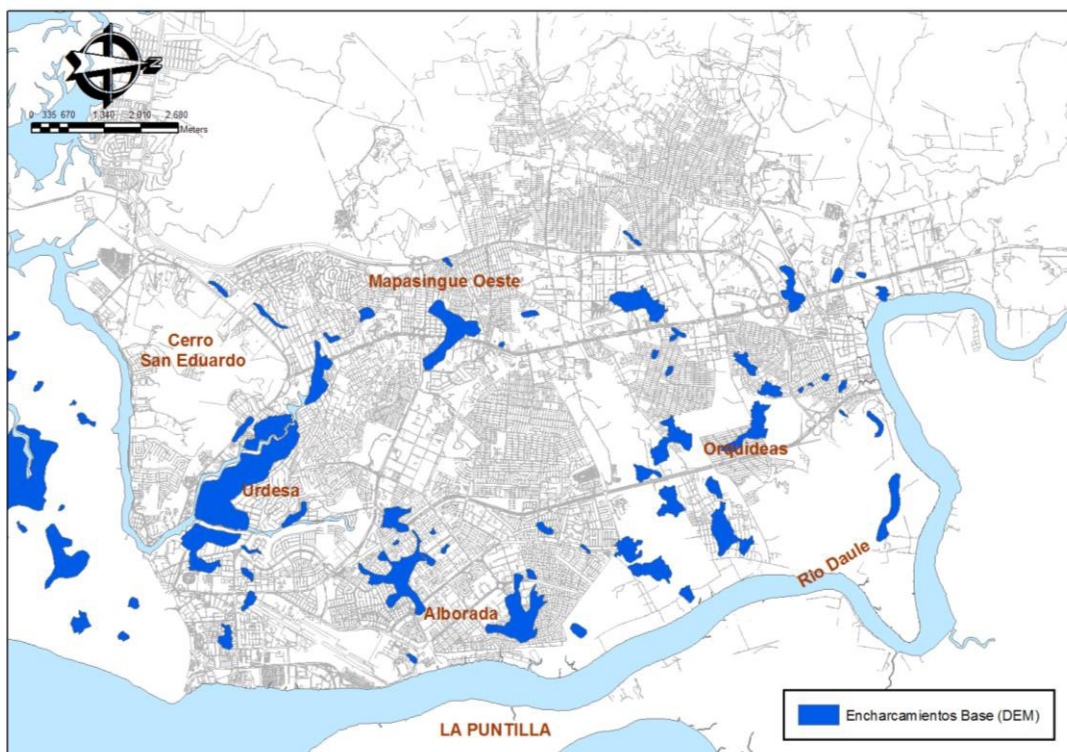 N
0 335 670 1.340 2.010 2.680
Meters
Mapasingue Oeste
Cerro
San Eduardo
Urdesa
Orquideas
Alborada
Rio Daule
LA PUNTILLA
Encharcamientos Base (DEM)